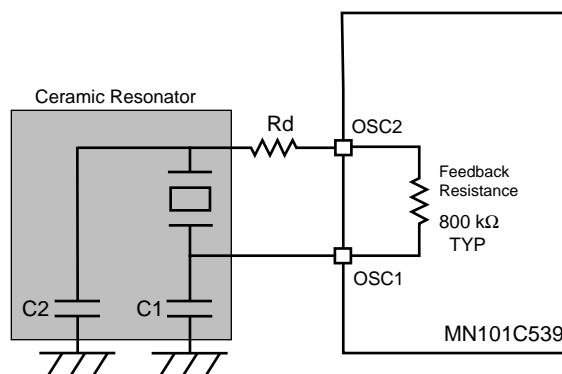 Ceramic Resonator
Rd
OSC2
Feedback
Resistance
800 kΩ
TYP
OSC1
C2
C1
MN101C539